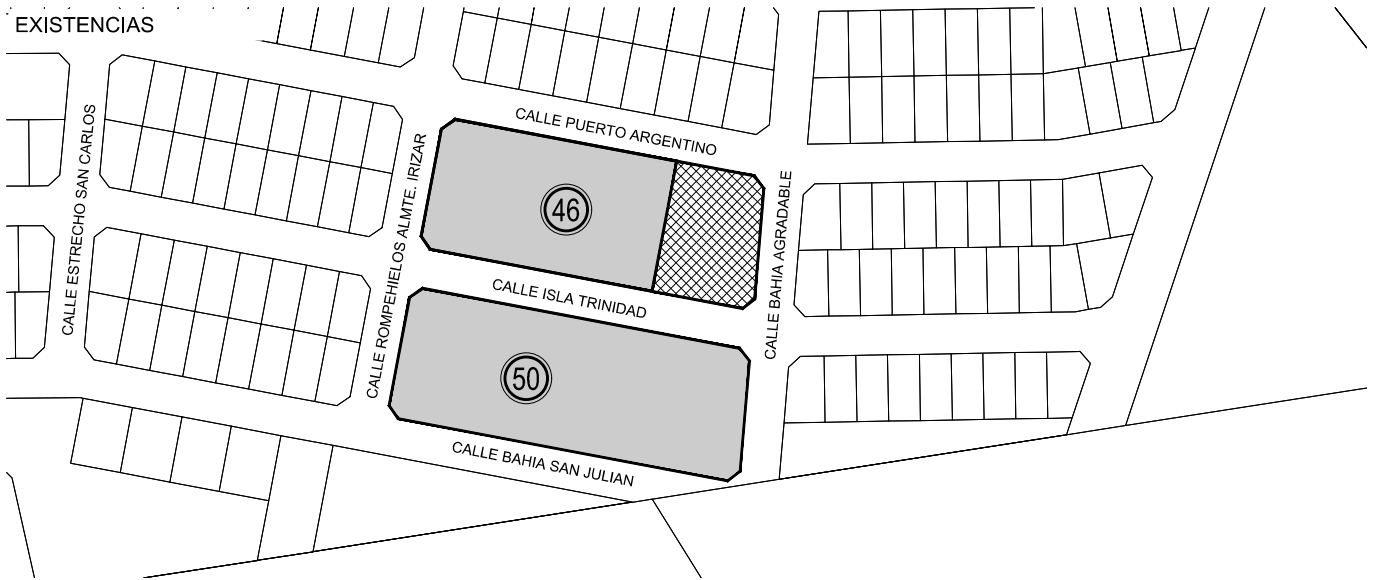 EXISTENCIAS
CALLE PUERTO ARGENTINO
CALLE ESTRECHO SAN CARLOS
CALLE ROMPEHIELOS ALMTE. IRIZAR
46
CALLE BAHIA AGRADABLE
CALLE ISLA TRINIDAD
50
CALLE BAHIA SAN JULIAN